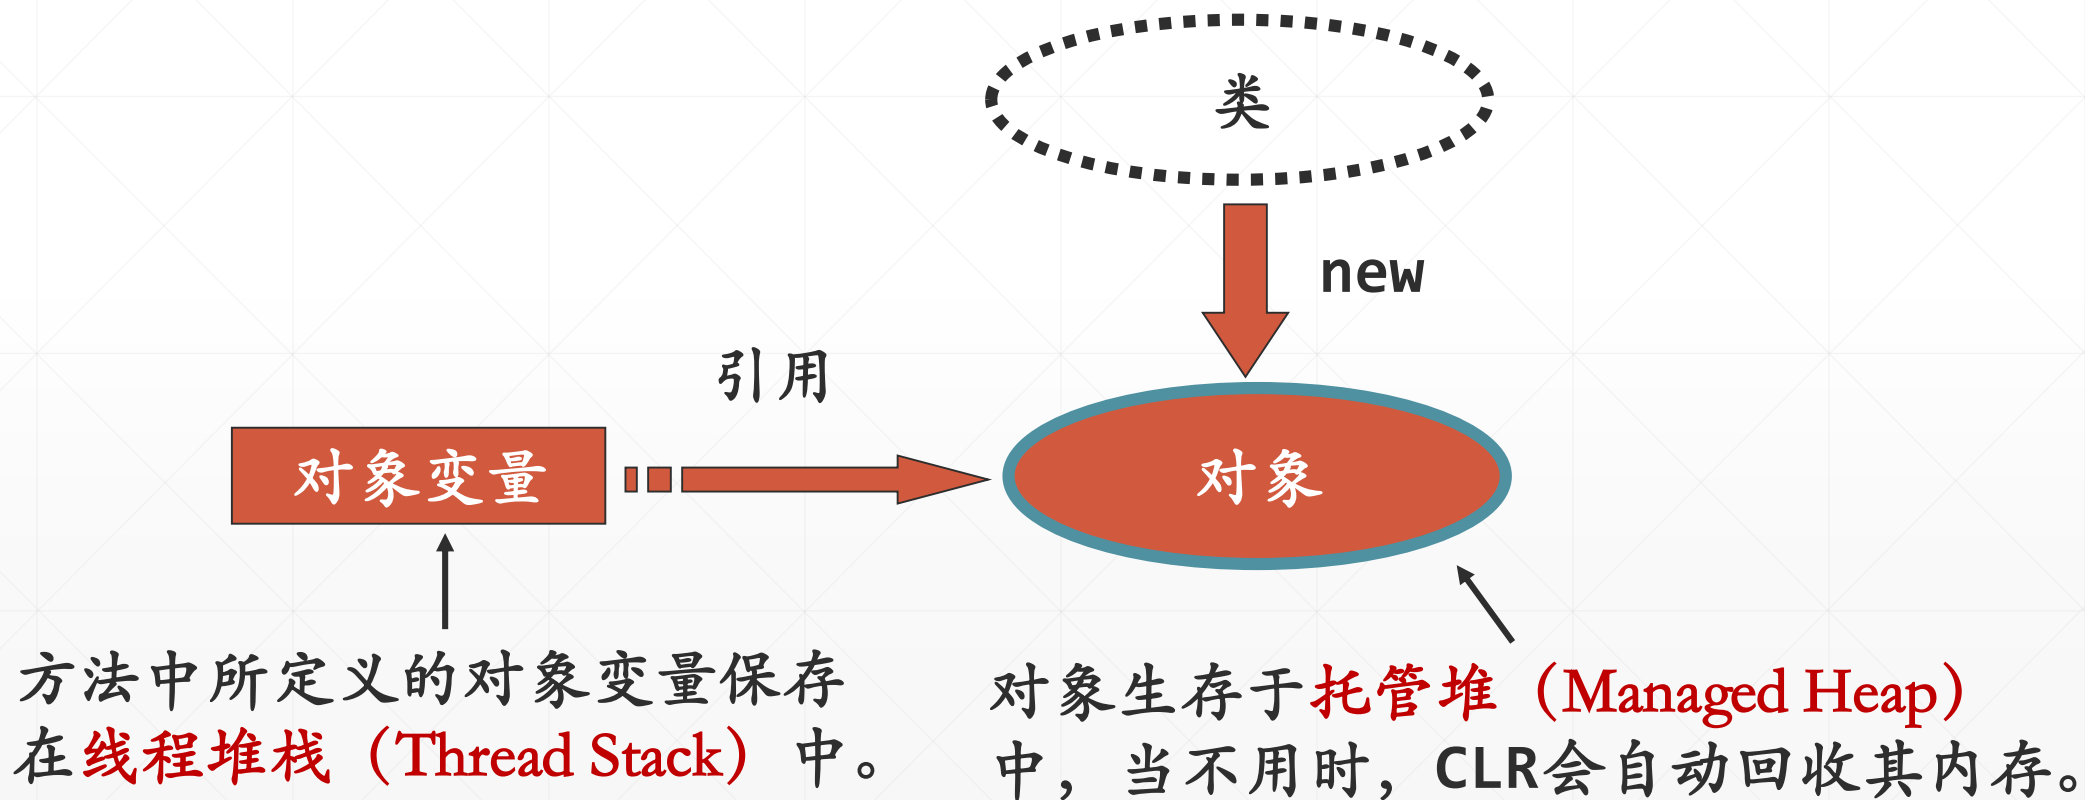 类
new
引用
对象变量
对象
方法中所定义的对象变量保存
在线程堆栈（Thread Stack）中。
对象生存于托管堆（Managed Heap）
中，当不用时，CLR会自动回收其内存。